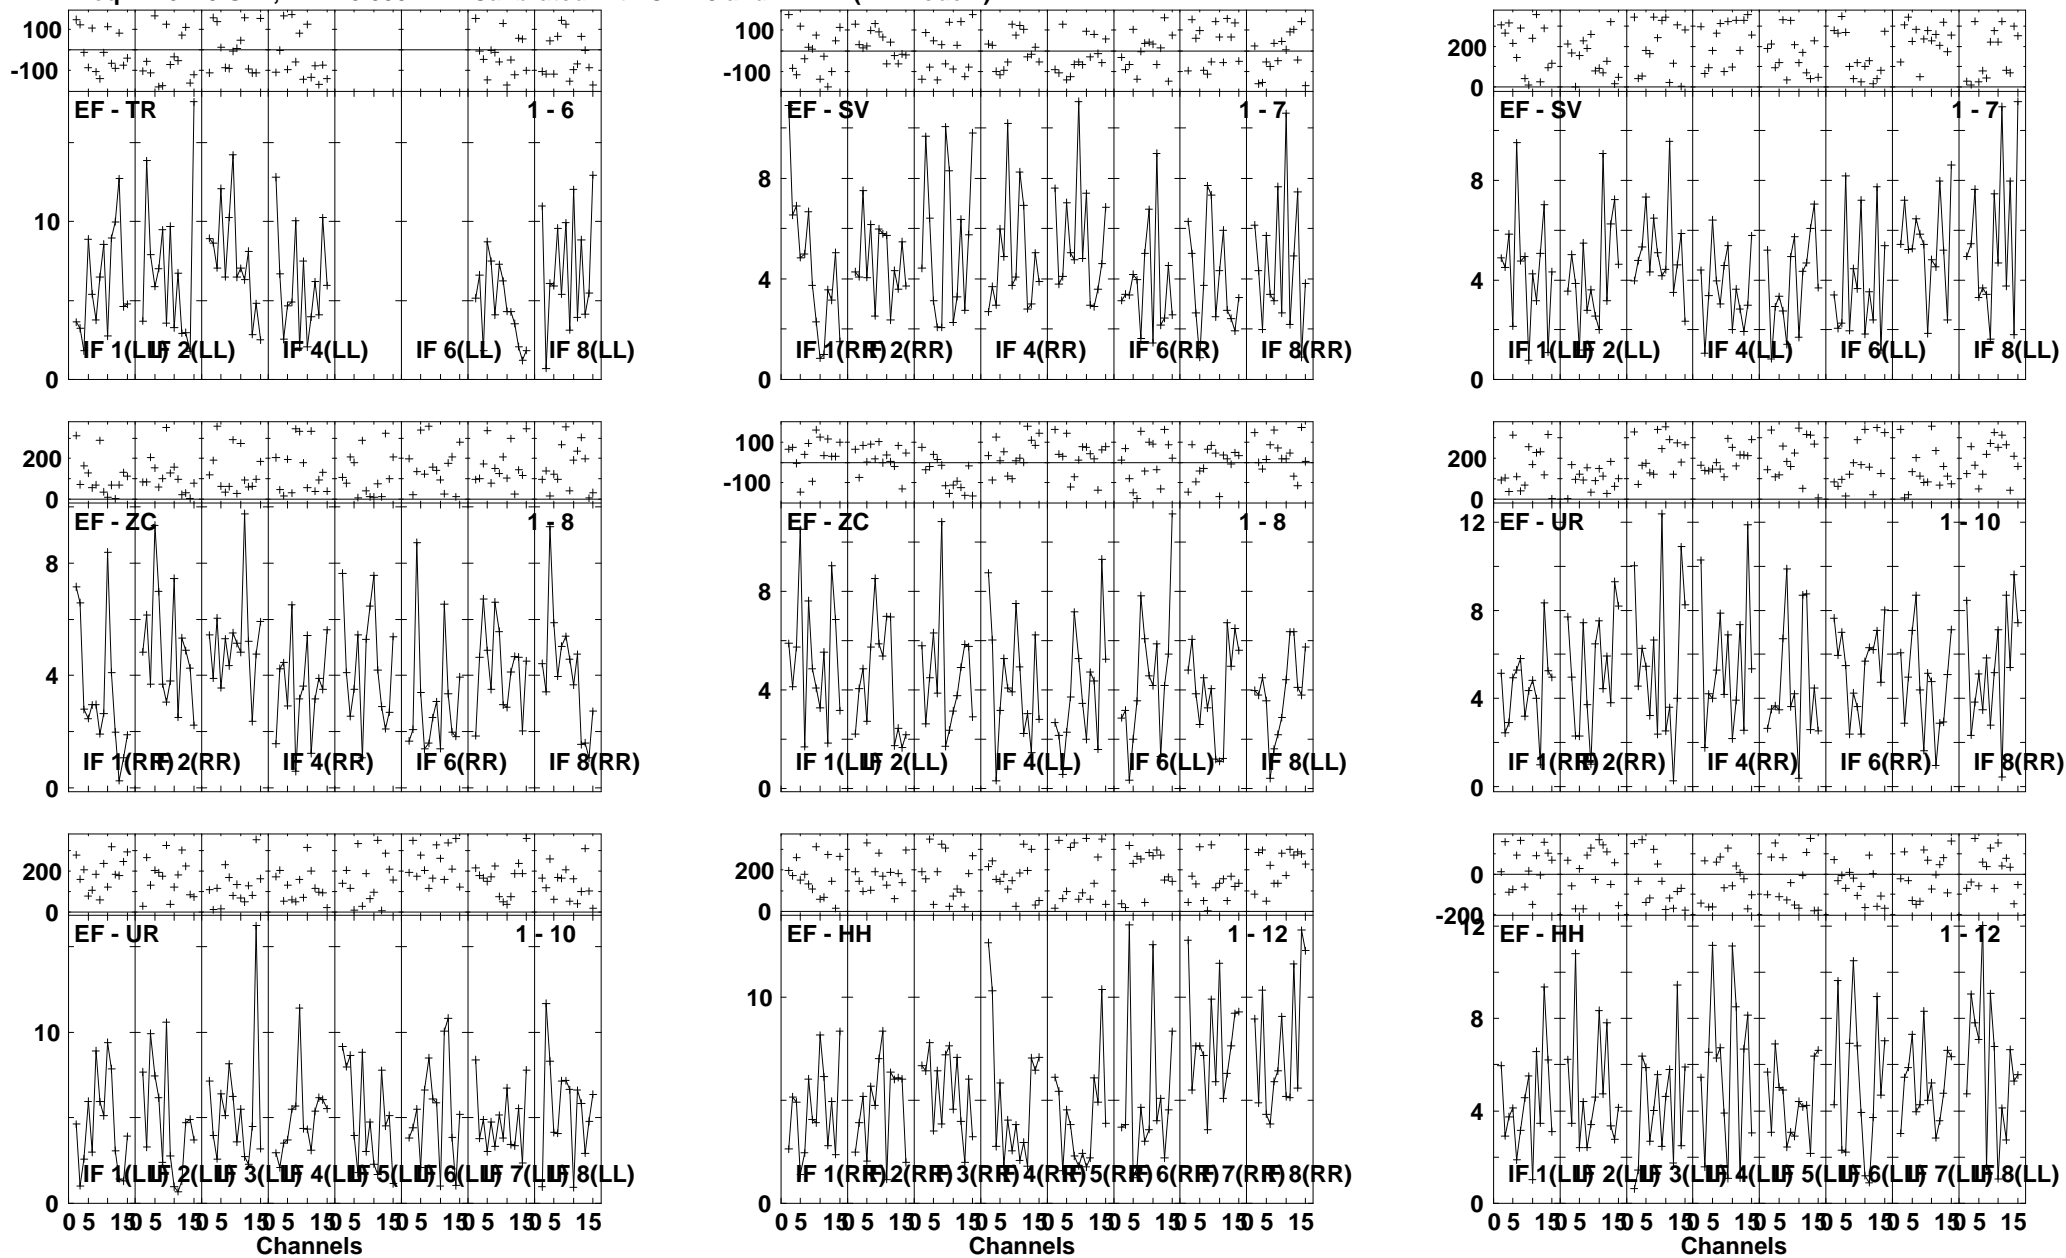 100
-100
EF - TR 1 - 6
10
IF 1(LL) IF 2(LL) IF 4(LL) IF 6(LL) IF 8(LL)
0
100
-100
EF - SV 1 - 7
8
4
IF 1(RR) IF 2(RR) IF 4(RR) IF 6(RR) IF 8(RR)
0
200
0
EF - SV 1 - 7
8
4
IF 1(LL) IF 2(LL) IF 4(LL) IF 6(LL) IF 8(LL)
0
200
0
EF - ZC 1 - 8
8
4
IF 1(RR) IF 2(RR) IF 4(RR) IF 6(RR) IF 8(RR)
0
100
-100
EF - ZC 1 - 8
8
4
IF 1(LL) IF 2(LL) IF 4(LL) IF 6(LL) IF 8(LL)
0
200
0
EF - UR 1 - 10
12
8
4
IF 1(RR) IF 2(RR) IF 4(RR) IF 6(RR) IF 8(RR)
0
200
0
EF - UR 1 - 10
10
IF 1(LL) IF 2(LL) IF 3(LL) IF 4(LL) IF 5(LL) IF 6(LL) IF 7(LL) IF 8(LL)
0
0 5 15 0 5 15 0 5 15 0 5 15 0 5 15 0 5 15 0 5 15 0 5 15
Channels
200
0
EF - HH 1 - 12
10
IF 1(RR) IF 2(RR) IF 3(RR) IF 4(RR) IF 5(RR) IF 6(RR) IF 7(RR) IF 8(RR)
0
0 5 15 0 5 15 0 5 15 0 5 15 0 5 15 0 5 15 0 5 15 0 5 15
Channels
200
0
-200
EF - HH 1 - 12
12
8
4
IF 1(LL) IF 2(LL) IF 3(LL) IF 4(LL) IF 5(LL) IF 6(LL) IF 7(LL) IF 8(LL)
0
0 5 15 0 5 15 0 5 15 0 5 15 0 5 15 0 5 15 0 5 15 0 5 15
Channels